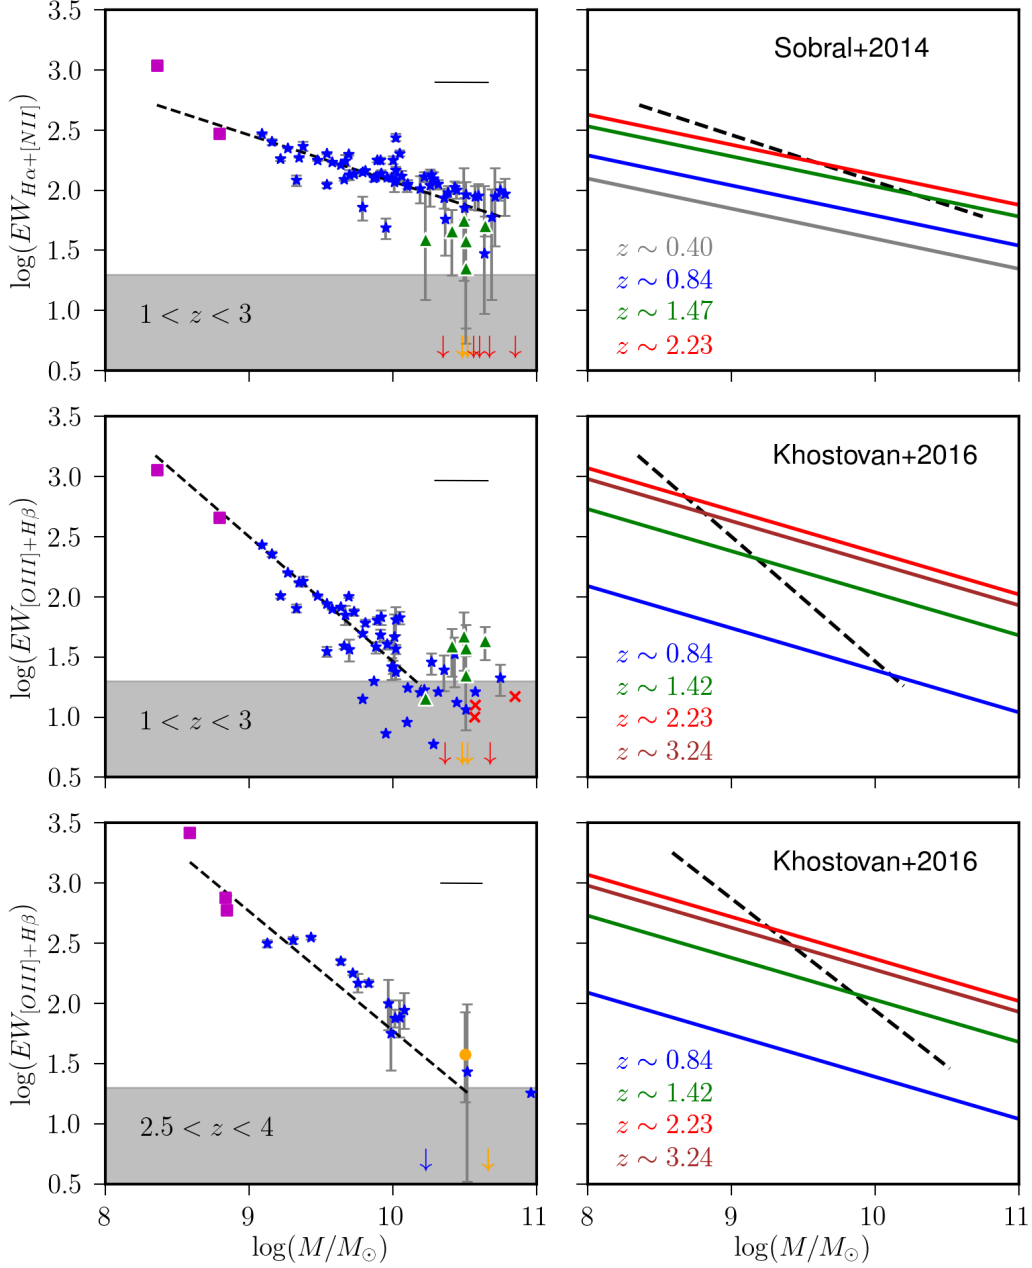 3.5
3.0
2.5
2.0
1.5
1.0
0.5
log(EW_{Hα+[NII]})
1 < z < 3
Sobral+2014
z ∼ 0.40
z ∼ 0.84
z ∼ 1.47
z ∼ 2.23
3.5
3.0
2.5
2.0
1.5
1.0
0.5
log(EW_{[OIII]+Hβ})
1 < z < 3
Khostovan+2016
z ∼ 0.84
z ∼ 1.42
z ∼ 2.23
z ∼ 3.24
3.5
3.0
2.5
2.0
1.5
1.0
0.5
log(EW_{[OIII]+Hβ})
2.5 < z < 4
Khostovan+2016
z ∼ 0.84
z ∼ 1.42
z ∼ 2.23
z ∼ 3.24
8 9 10 11
log(M/M_⊙)
8 9 10 11
log(M/M_⊙)